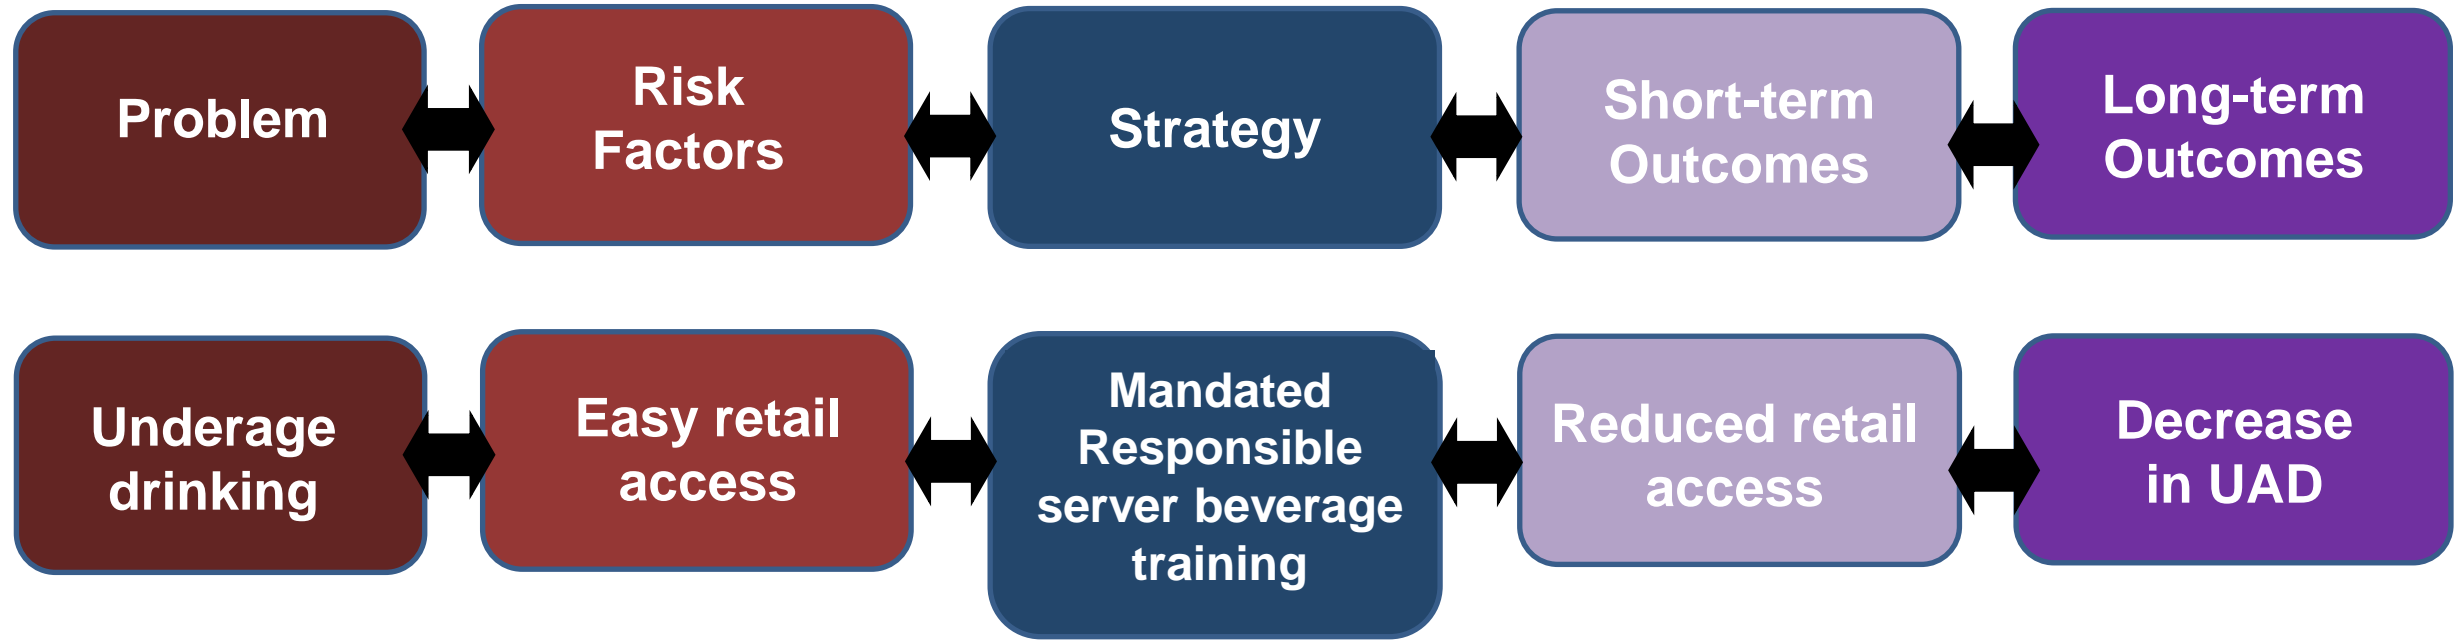 Problem
Risk
Factors
Strategy
Short-term
Outcomes
Long-term
Outcomes
Underage
drinking
Easy retail
access
Mandated
Responsible
server beverage
training
Reduced retail
access
Decrease
in UAD